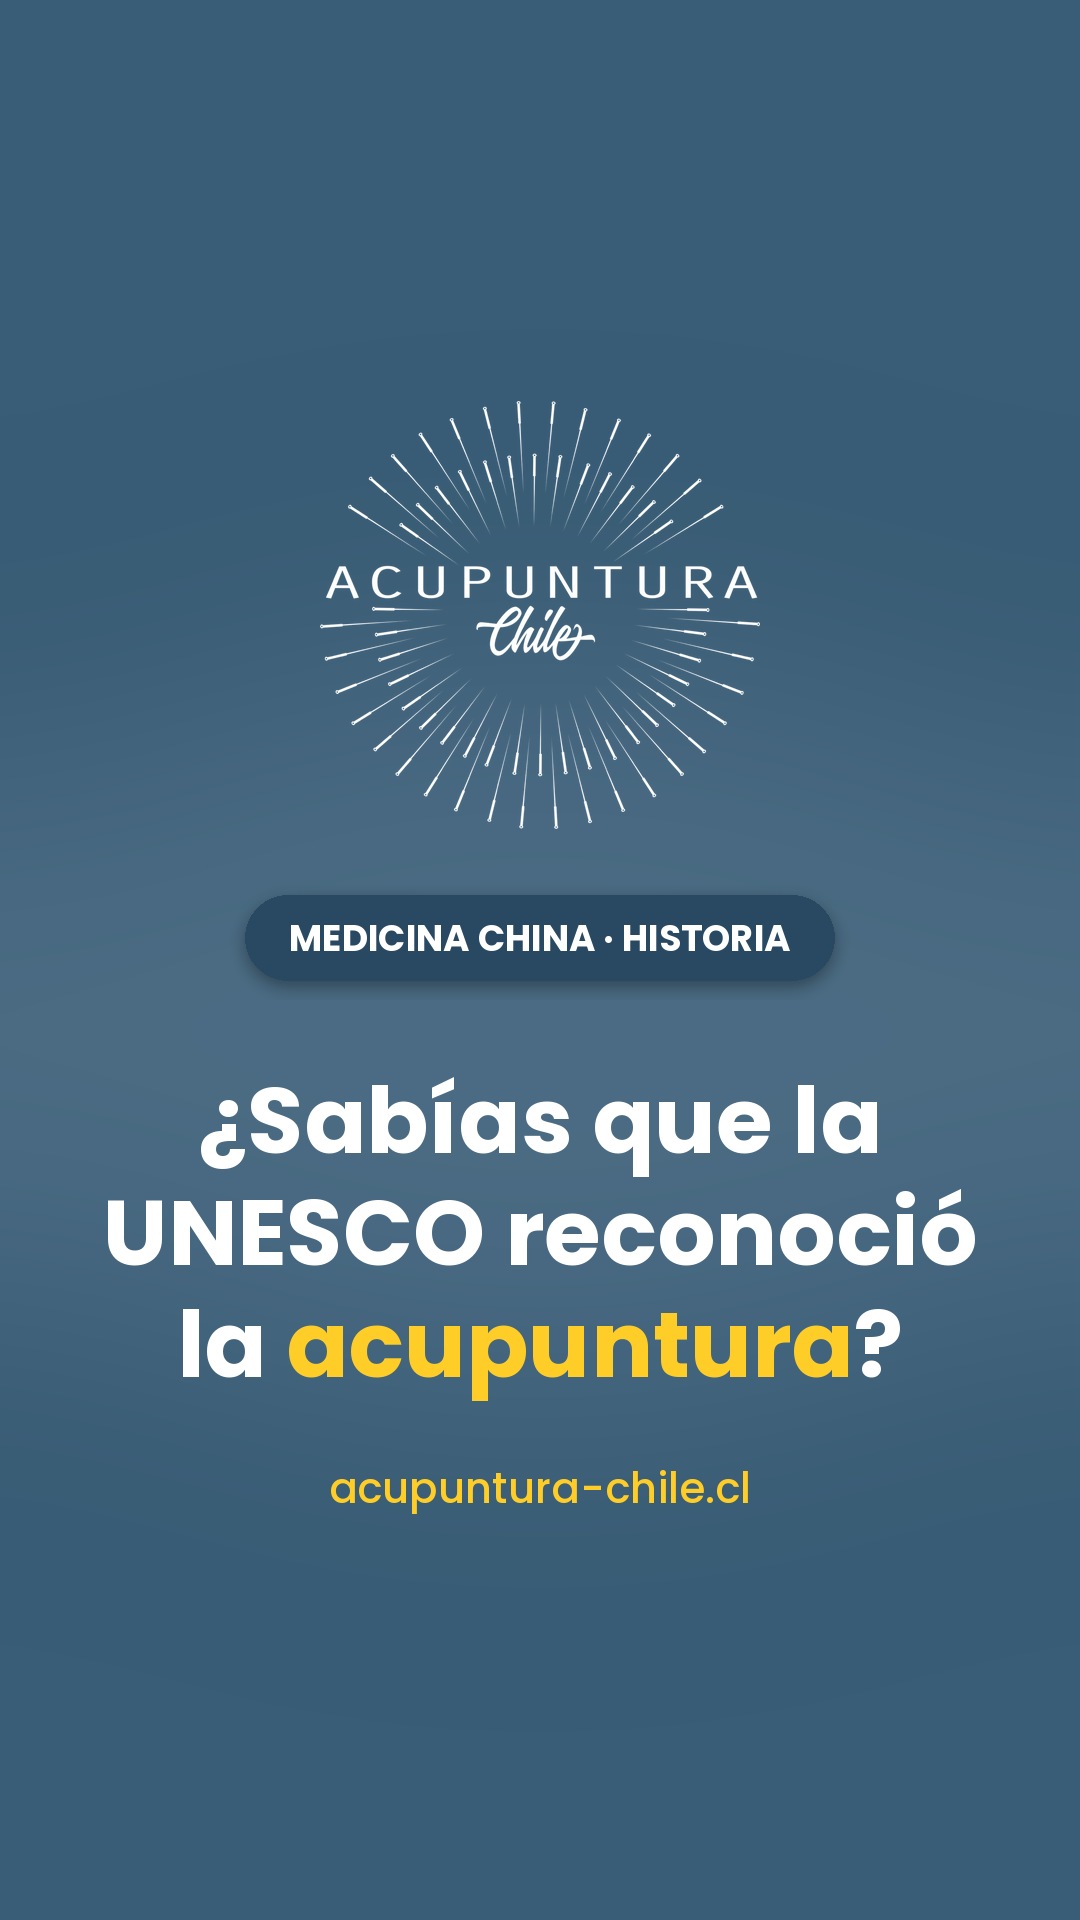 ACUPUNTURA
Chile
MEDICINA CHINA · HISTORIA
¿Sabías que la
UNESCO reconoció
la acupuntura?
acupuntura-chile.cl